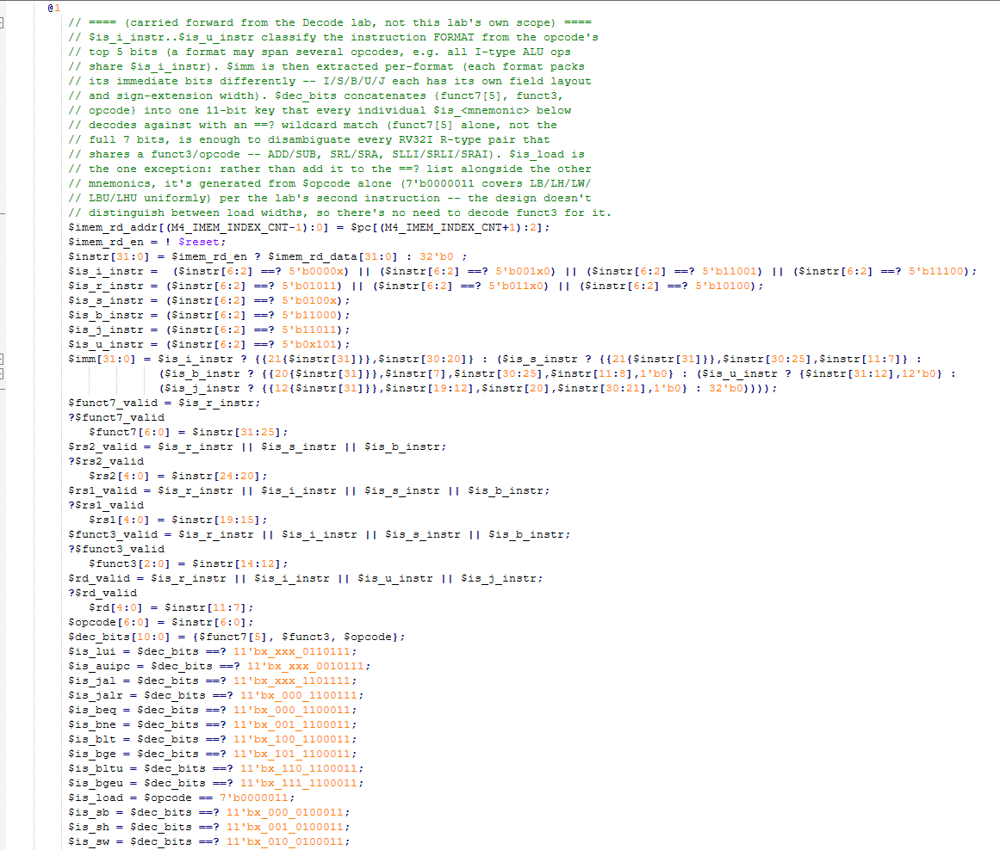 @1
// ==== (carried forward from the Decode lab, not this lab's own scope) ====
// $is_i_instr..$is_u_instr classify the instruction FORMAT from the opcode's
// top 5 bits (a format may span several opcodes, e.g. all I-type ALU ops
// share $is_i_instr). $imm is then extracted per-format (each format packs
// its immediate bits differently -- I/S/B/U/J each has its own field layout
// and sign-extension width). $dec_bits concatenates {funct7[5], funct3,
// opcode} into one 11-bit key that every individual $is_<mnemonic> below
// decodes against with an ==? wildcard match (funct7[5] alone, not the
// full 7 bits, is enough to disambiguate every RV32I R-type pair that
// shares a funct3/opcode -- ADD/SUB, SRL/SRA, SLLI/SRLI/SRAI). $is_load is
// the one exception: rather than add it to the ==? list alongside the other
// mnemonics, it's generated from $opcode alone (7'b0000011 covers LB/LH/LW/
// LBU/LHU uniformly) per the lab's second instruction -- the design doesn't
// distinguish between load widths, so there's no need to decode funct3 for it.
$imem_rd_addr[(M4_IMEM_INDEX_CNT-1):0] = $pc[(M4_IMEM_INDEX_CNT+1):2];
$imem_rd_en = ! $reset;
$instr[31:0] = $imem_rd_en ? $imem_rd_data[31:0] : 32'b0 ;
$is_i_instr =  ($instr[6:2] ==? 5'b0000x) || ($instr[6:2] ==? 5'b001x0) || ($instr[6:2] ==? 5'b11001) || ($instr[6:2] ==? 5'b11100);
$is_r_instr = ($instr[6:2] ==? 5'b01011) || ($instr[6:2] ==? 5'b011x0) || ($instr[6:2] ==? 5'b10100);
$is_s_instr = ($instr[6:2] ==? 5'b0100x);
$is_b_instr = ($instr[6:2] ==? 5'b11000);
$is_j_instr = ($instr[6:2] ==? 5'b11011);
$is_u_instr = ($instr[6:2] ==? 5'b0x101);
$imm[31:0] = $is_i_instr ? {{21{$instr[31]}},$instr[30:20]} : ($is_s_instr ? {{21{$instr[31]}},$instr[30:25],$instr[11:7]} :
($is_b_instr ? {{20{$instr[31]}},$instr[7],$instr[30:25],$instr[11:8],1'b0} : ($is_u_instr ? {$instr[31:12],12'b0} :
($is_j_instr ? {{12{$instr[31]}},$instr[19:12],$instr[20],$instr[30:21],1'b0} : 32'b0))));
$funct7_valid = $is_r_instr;
?$funct7_valid
$funct7[6:0] = $instr[31:25];
$rs2_valid = $is_r_instr || $is_s_instr || $is_b_instr;
?$rs2_valid
$rs2[4:0] = $instr[24:20];
$rs1_valid = $is_r_instr || $is_i_instr || $is_s_instr || $is_b_instr;
?$rs1_valid
$rs1[4:0] = $instr[19:15];
$funct3_valid = $is_r_instr || $is_i_instr || $is_s_instr || $is_b_instr;
?$funct3_valid
$funct3[2:0] = $instr[14:12];
$rd_valid = $is_r_instr || $is_i_instr || $is_u_instr || $is_j_instr;
?$rd_valid
$rd[4:0] = $instr[11:7];
$opcode[6:0] = $instr[6:0];
$dec_bits[10:0] = {$funct7[5], $funct3, $opcode};
$is_lui = $dec_bits ==? 11'bx_xxx_0110111;
$is_auipc = $dec_bits ==? 11'bx_xxx_0010111;
$is_jal = $dec_bits ==? 11'bx_xxx_1101111;
$is_jalr = $dec_bits ==? 11'bx_000_1100111;
$is_beq = $dec_bits ==? 11'bx_000_1100011;
$is_bne = $dec_bits ==? 11'bx_001_1100011;
$is_blt = $dec_bits ==? 11'bx_100_1100011;
$is_bge = $dec_bits ==? 11'bx_101_1100011;
$is_bltu = $dec_bits ==? 11'bx_110_1100011;
$is_bgeu = $dec_bits ==? 11'bx_111_1100011;
$is_load = $opcode == 7'b0000011;
$is_sb = $dec_bits ==? 11'bx_000_0100011;
$is_sh = $dec_bits ==? 11'bx_001_0100011;
$is_sw = $dec_bits ==? 11'bx_010_0100011;